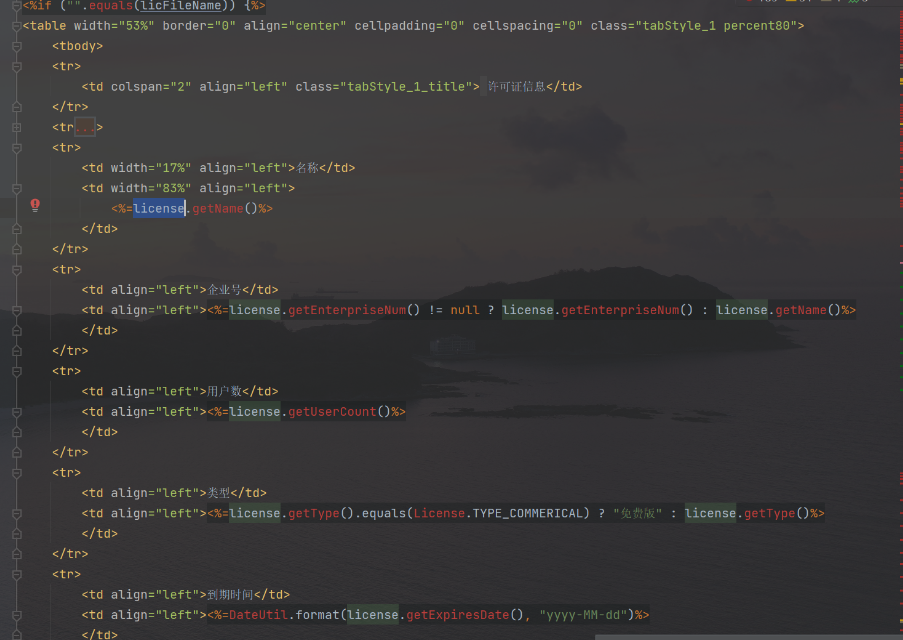 <%if ("".equals(licFileName)) {%>
<table width="53%" border="0" align="center" cellpadding="0" cellspacing="0" class="tabStyle_1 percent80">
<tbody>
<tr>
<td colspan="2" align="left" class="tabStyle_1_title"> 许可证信息</td>
</tr>
<tr...>
<tr>
<td width="17%" align="left">名称</td>
<td width="83%" align="left">
<%=license.getName()%>
</td>
</tr>
<tr>
<td align="left">企业号</td>
<td align="left"><%=license.getEnterpriseNum() != null ? license.getEnterpriseNum() : license.getName()%>
</td>
</tr>
<tr>
<td align="left">用户数</td>
<td align="left"><%=license.getUserCount()%>
</td>
</tr>
<tr>
<td align="left">类型</td>
<td align="left"><%=license.getType().equals(License.TYPE_COMMERICAL) ? "免费版" : license.getType()%>
</td>
</tr>
<tr>
<td align="left">到期时间</td>
<td align="left"><%=DateUtil.format(license.getExpiresDate(), "yyyy-MM-dd")%>
</td>